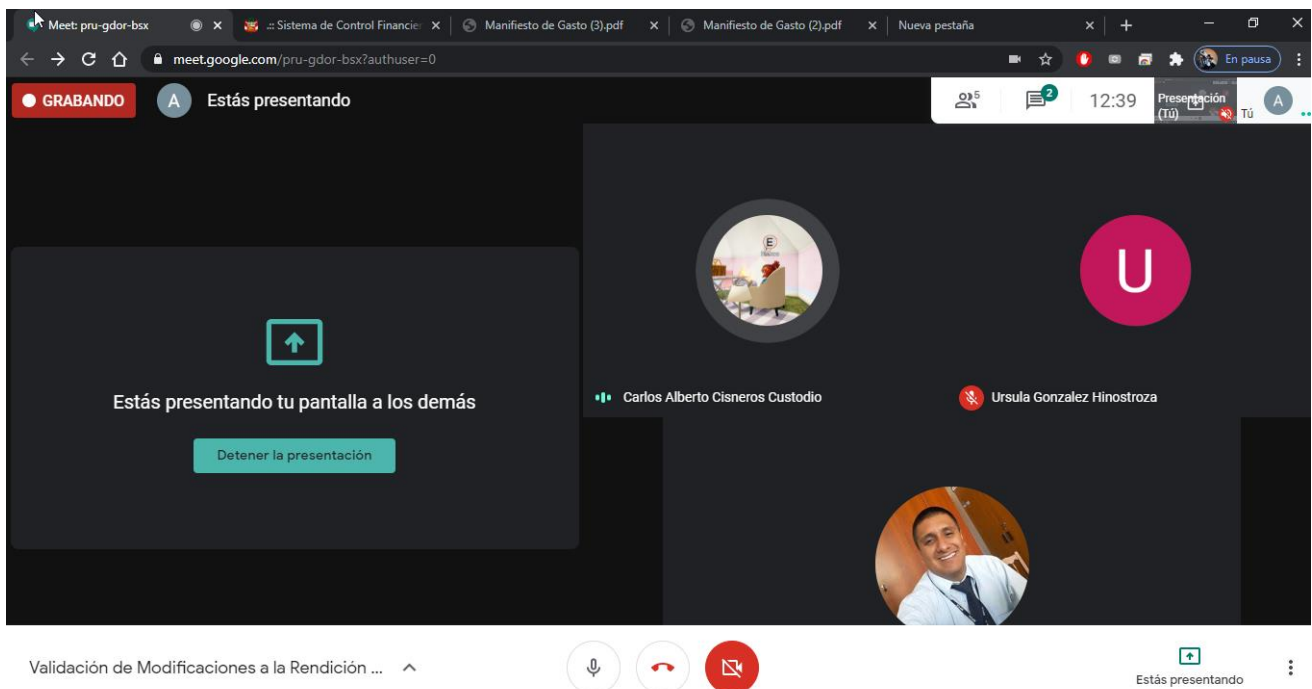 Meet: pru-gdor-bsx
.:: Sistema de Control Financier
Manifiesto de Gasto (3).pdf
Manifiesto de Gasto (2).pdf
Nueva pestaña
meet.google.com/pru-gdor-bsx?authuser=0
En pausa
GRABANDO
A
Estás presentando
5
2
12:39
Presentación
(Tú)
Tú
A
E
U
Estás presentando tu pantalla a los demás
Detener la presentación
Carlos Alberto Cisneros Custodio
Ursula Gonzalez Hinostroza
Validación de Modificaciones a la Rendición ...
Estás presentando